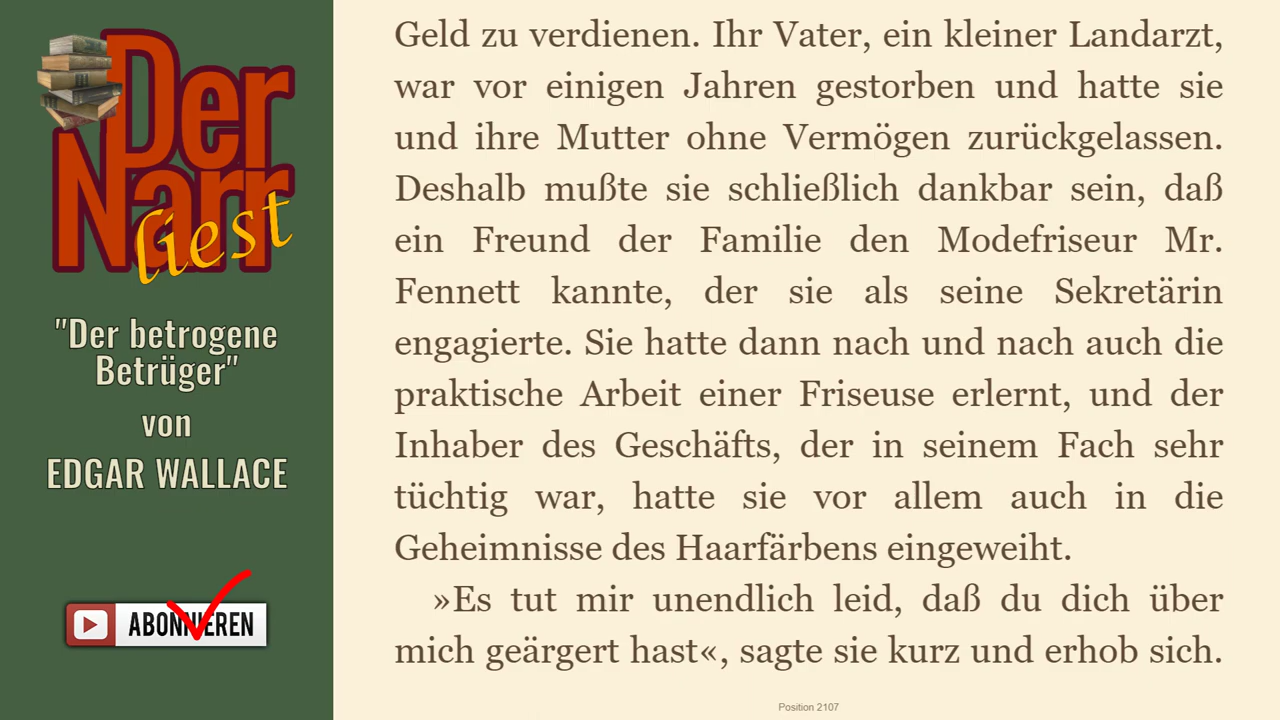 Der
Narr
liest
"Der betrogene
Betrüger"
von
EDGAR WALLACE
ABONNIEREN
Geld zu verdienen. Ihr Vater, ein kleiner Landarzt,
war vor einigen Jahren gestorben und hatte sie
und ihre Mutter ohne Vermögen zurückgelassen.
Deshalb mußte sie schließlich dankbar sein, daß
ein Freund der Familie den Modefriseur Mr.
Fennett kannte, der sie als seine Sekretärin
engagierte. Sie hatte dann nach und nach auch die
praktische Arbeit einer Friseuse erlernt, und der
Inhaber des Geschäfts, der in seinem Fach sehr
tüchtig war, hatte sie vor allem auch in die
Geheimnisse des Haarfärbens eingeweiht.
»Es tut mir unendlich leid, daß du dich über
mich geärgert hast«, sagte sie kurz und erhob sich.
Position 2107